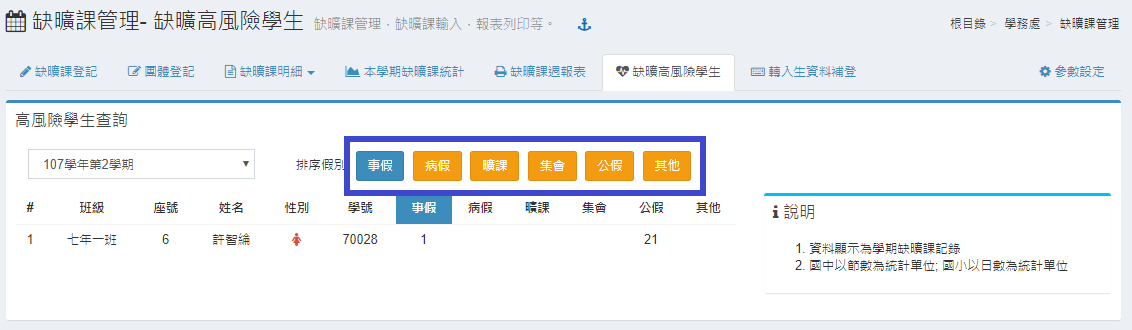 缺曠課管理- 缺曠高風險學生 缺曠課管理，缺曠課輸入，報表列印等。 根目錄 > 學務處 > 缺曠課管理
缺曠課登記 團體登記 缺曠課明細 本學期缺曠課統計 缺曠課週報表 缺曠高風險學生 轉入生資料補登 參數設定
高風險學生查詢
107學年第2學期 排序假別 事假 病假 曠課 集會 公假 其他
# 班級 座號 姓名 性別 學號 事假 病假 曠課 集會 公假 其他
1 七年一班 6 許智綸 70028 1 21
說明
1. 資料顯示為學期缺曠課記錄
2. 國中以節數為統計單位; 國小以日數為統計單位